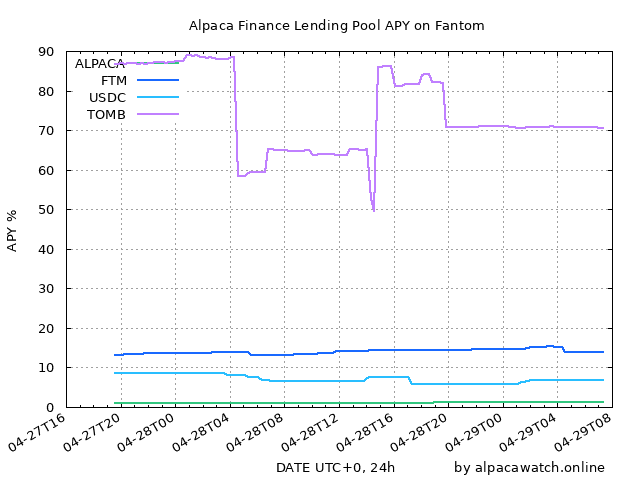 Alpaca Finance Lending Pool APY on Fantom
90
80
70
60
50
40
30
20
10
0
APY %
ALPACA
FTM
USDC
TOMB
04-27T16
04-27T20
04-28T00
04-28T04
04-28T08
04-28T12
04-28T16
04-28T20
04-29T00
04-29T04
04-29T08
DATE UTC+0, 24h
by alpacawatch.online